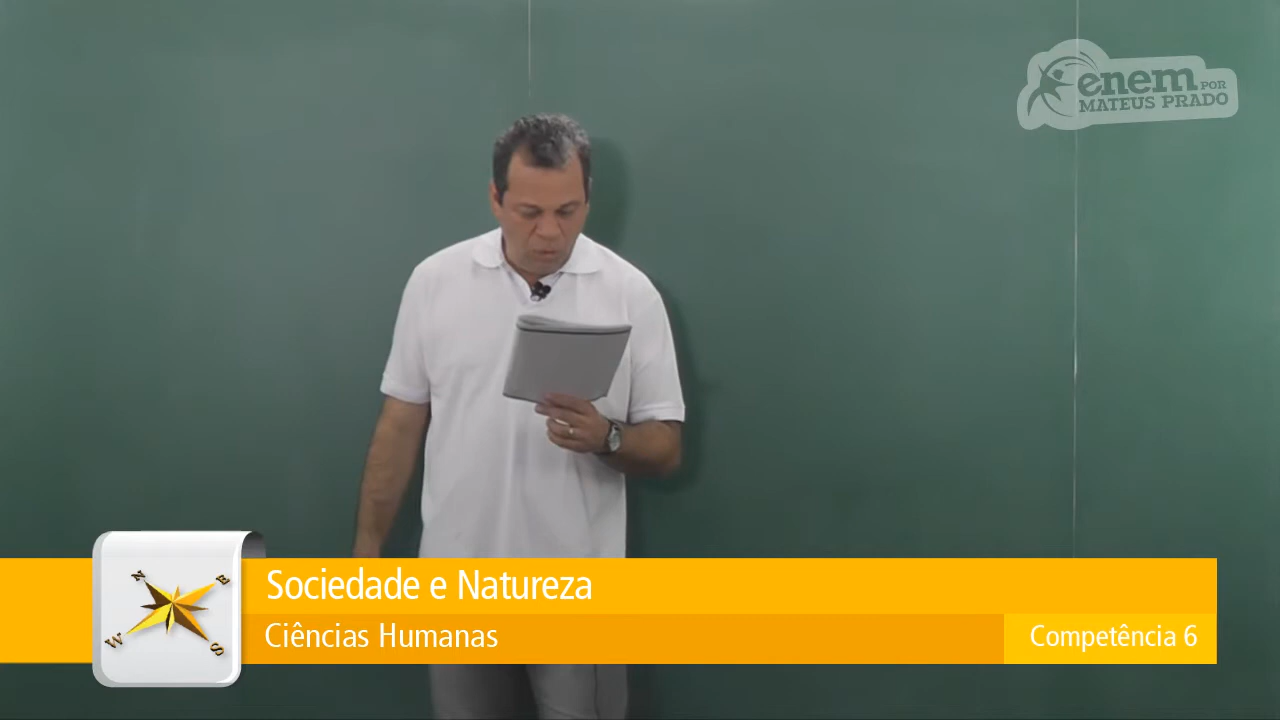 enem POR
MATEUS PRADO
Sociedade e Natureza
Ciências Humanas
Competência 6
N
E
W
S